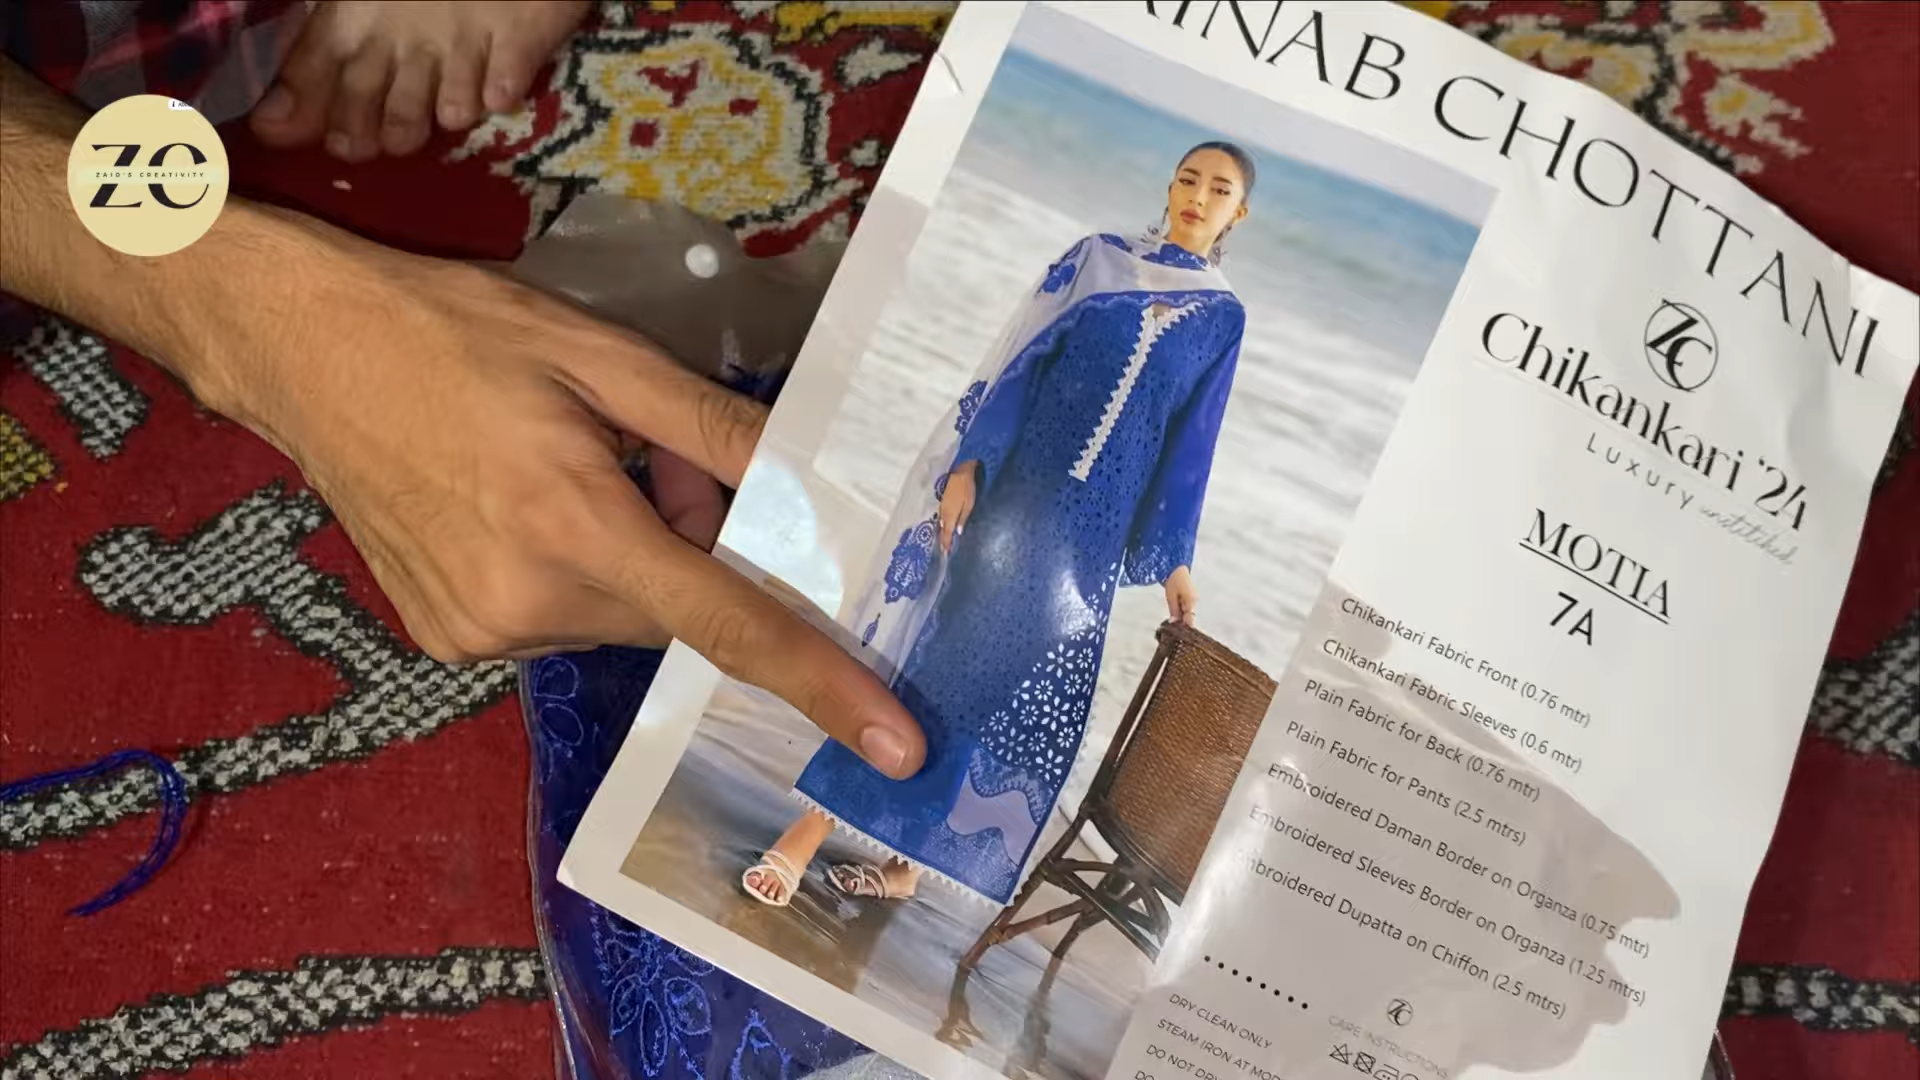 ZC
ZAID'S CREATIVITY
CHOTTANI
ZC
Chikankari '24
Luxury unstitched
MOTIA
7A
Chikankari Fabric Front (0.76 mtr)
Chikankari Fabric Sleeves (0.6 mtr)
Plain Fabric for Back (0.76 mtr)
Plain Fabric for Pants (2.5 mtrs)
Embroidered Daman Border on Organza (0.75 mtr)
Embroidered Sleeves Border on Organza (1.25 mtrs)
Embroidered Dupatta on Chiffon (2.5 mtrs)
ZC
CARE INSTRUCTIONS
DRY CLEAN ONLY
STEAM IRON AT
DO NOT